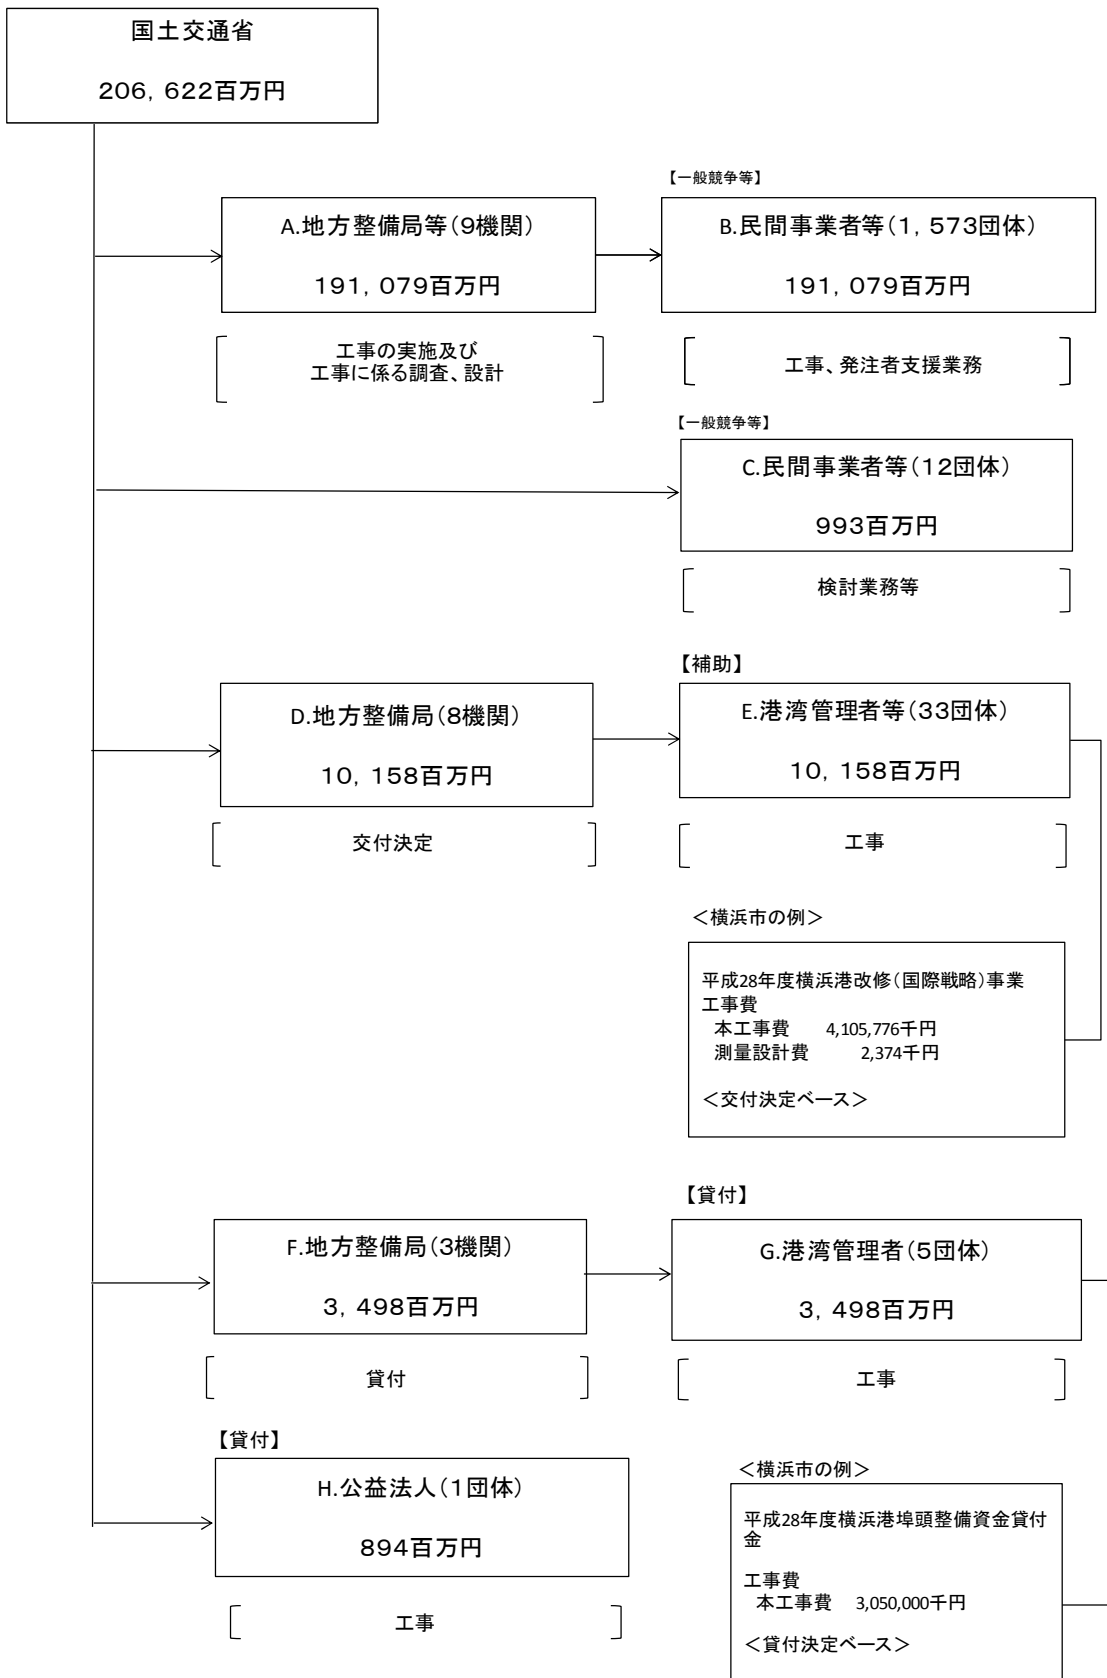 国土交通省
206, 622百万円
【一般競争等】
A.地方整備局等(9機関)
191, 079百万円
B.民間事業者等(1, 573団体)
191, 079百万円
工事の実施及び
工事に係る調査、設計
工事、発注者支援業務
【一般競争等】
C.民間事業者等(12団体)
993百万円
検討業務等
【補助】
D.地方整備局(8機関)
10, 158百万円
E.港湾管理者等(33団体)
10, 158百万円
交付決定
工事
<横浜市の例>
平成28年度横浜港改修(国際戦略)事業
工事費
本工事費 4,105,776千円
測量設計費 2,374千円
<交付決定ベース>
【貸付】
F.地方整備局(3機関)
3, 498百万円
G.港湾管理者(5団体)
3, 498百万円
貸付
工事
【貸付】
H.公益法人(1団体)
894百万円
工事
<横浜市の例>
平成28年度横浜港埠頭整備資金貸付
金
工事費
本工事費 3,050,000千円
<貸付決定ベース>